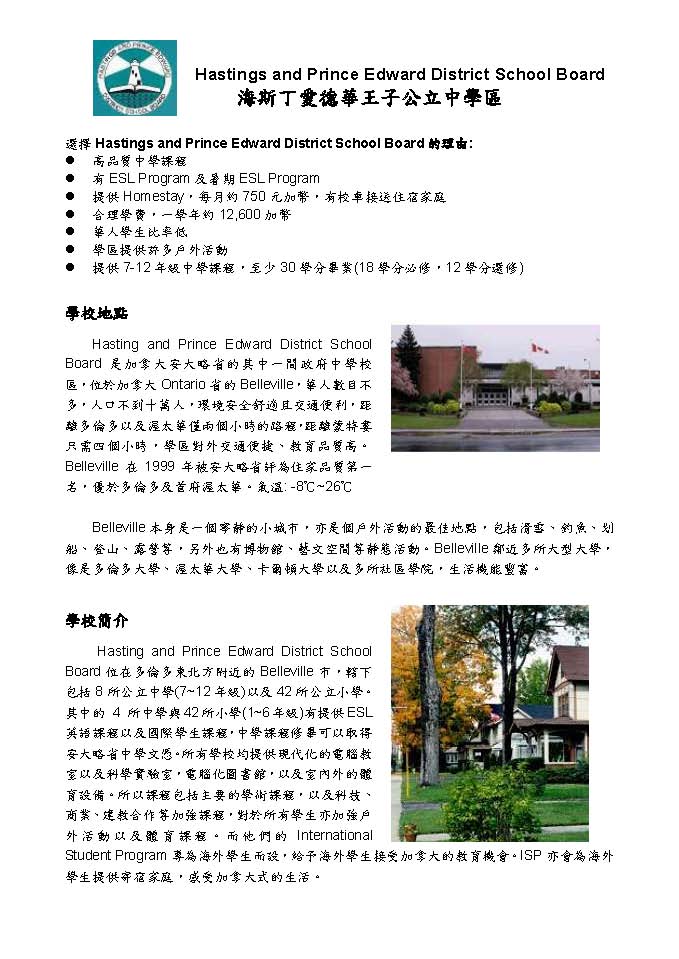 Hastings and Prince Edward District School Board
海斯丁愛德華王子公立中學區
選擇 Hastings and Prince Edward District School Board 的理由:
● 高品質中學課程
● 有 ESL Program 及暑期 ESL Program
● 提供 Homestay，每月約 750 元加幣，有校車接送住宿家庭
● 合理學費，一學年約 12,600 加幣
● 華人學生比率低
● 學區提供許多戶外活動
● 提供 7-12 年級中學課程，至少 30 學分畢業(18 學分必修，12 學分選修)
學校地點
Hasting and Prince Edward District School
Board 是加拿大安大略省的其中一間政府中學校
區，位於加拿大 Ontario 省的 Belleville，華人數目不
多，人口不到十萬人，環境安全舒適且交通便利，距
離多倫多以及渥太華僅兩個小時的路程，距離蒙特婁
只需四個小時，學區對外交通便捷、教育品質高。
Belleville 在 1999 年被安大略省評為住家品質第一
名，優於多倫多及首府渥太華。氣溫: -8℃~26℃
Belleville 本身是一個寧靜的小城市，亦是個戶外活動的最佳地點，包括滑雪、釣魚、划
船、登山、露營等，另外也有博物館、藝文空間等靜態活動。Belleville 鄰近多所大型大學，
像是多倫多大學、渥太華大學、卡爾頓大學以及多所社區學院，生活機能豐富。
學校簡介
Hasting and Prince Edward District School
Board 位在多倫多東北方附近的 Belleville 市，轄下
包括 8 所公立中學(7~12 年級)以及 42 所公立小學。
其中的 4 所中學與 42 所小學(1~6 年級)有提供 ESL
英語課程以及國際學生課程，中學課程修畢可以取得
安大略省中學文憑。所有學校均提供現代化的電腦教
室以及科學實驗室，電腦化圖書館，以及室內外的體
育設備。所以課程包括主要的學術課程，以及科技、
商業、建教合作等加強課程，對於所有學生亦加強戶
外活動以及體育課程。而他們的 International
Student Program 專為海外學生而設，給予海外學生接受加拿大的教育機會。ISP 亦會為海外
學生提供寄宿家庭，感受加拿大式的生活。